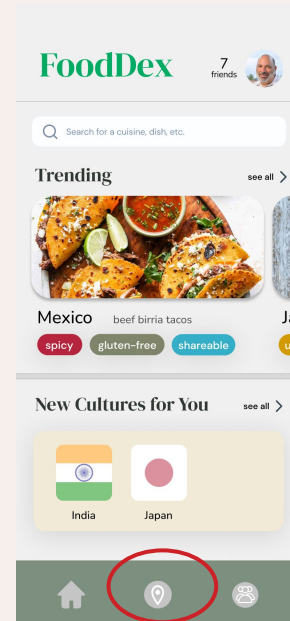 FoodDex
7
friends
Search for a cuisine, dish, etc.
Trending
see all
Mexico beef birria tacos
Ja
spicy gluten-free shareable
u
New Cultures for You
see all
India Japan